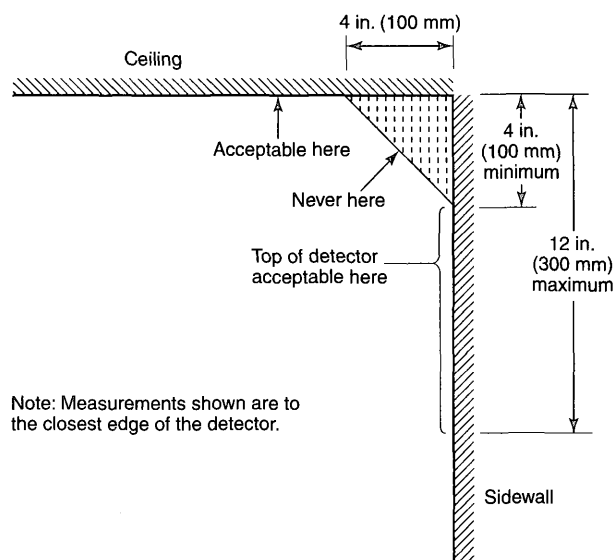 4 in. (100 mm)
Ceiling
Acceptable here
4 in.
(100 mm)
minimum
Never here
Top of detector
acceptable here
12 in.
(300 mm)
maximum
Note: Measurements shown are to
the closest edge of the detector.
Sidewall